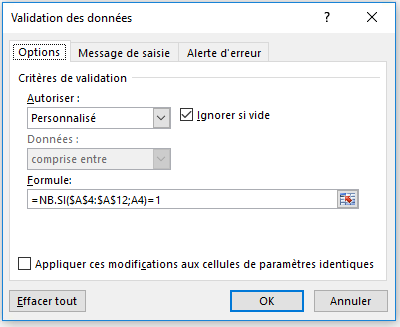 Validation des données
?
Options Message de saisie Alerte d'erreur
Critères de validation
Autoriser :
Personnalisé Ignorer si vide
Données :
comprise entre
Formule:
=NB.SI($A$4:$A$12;A4)=1
Appliquer ces modifications aux cellules de paramètres identiques
Effacer tout OK Annuler